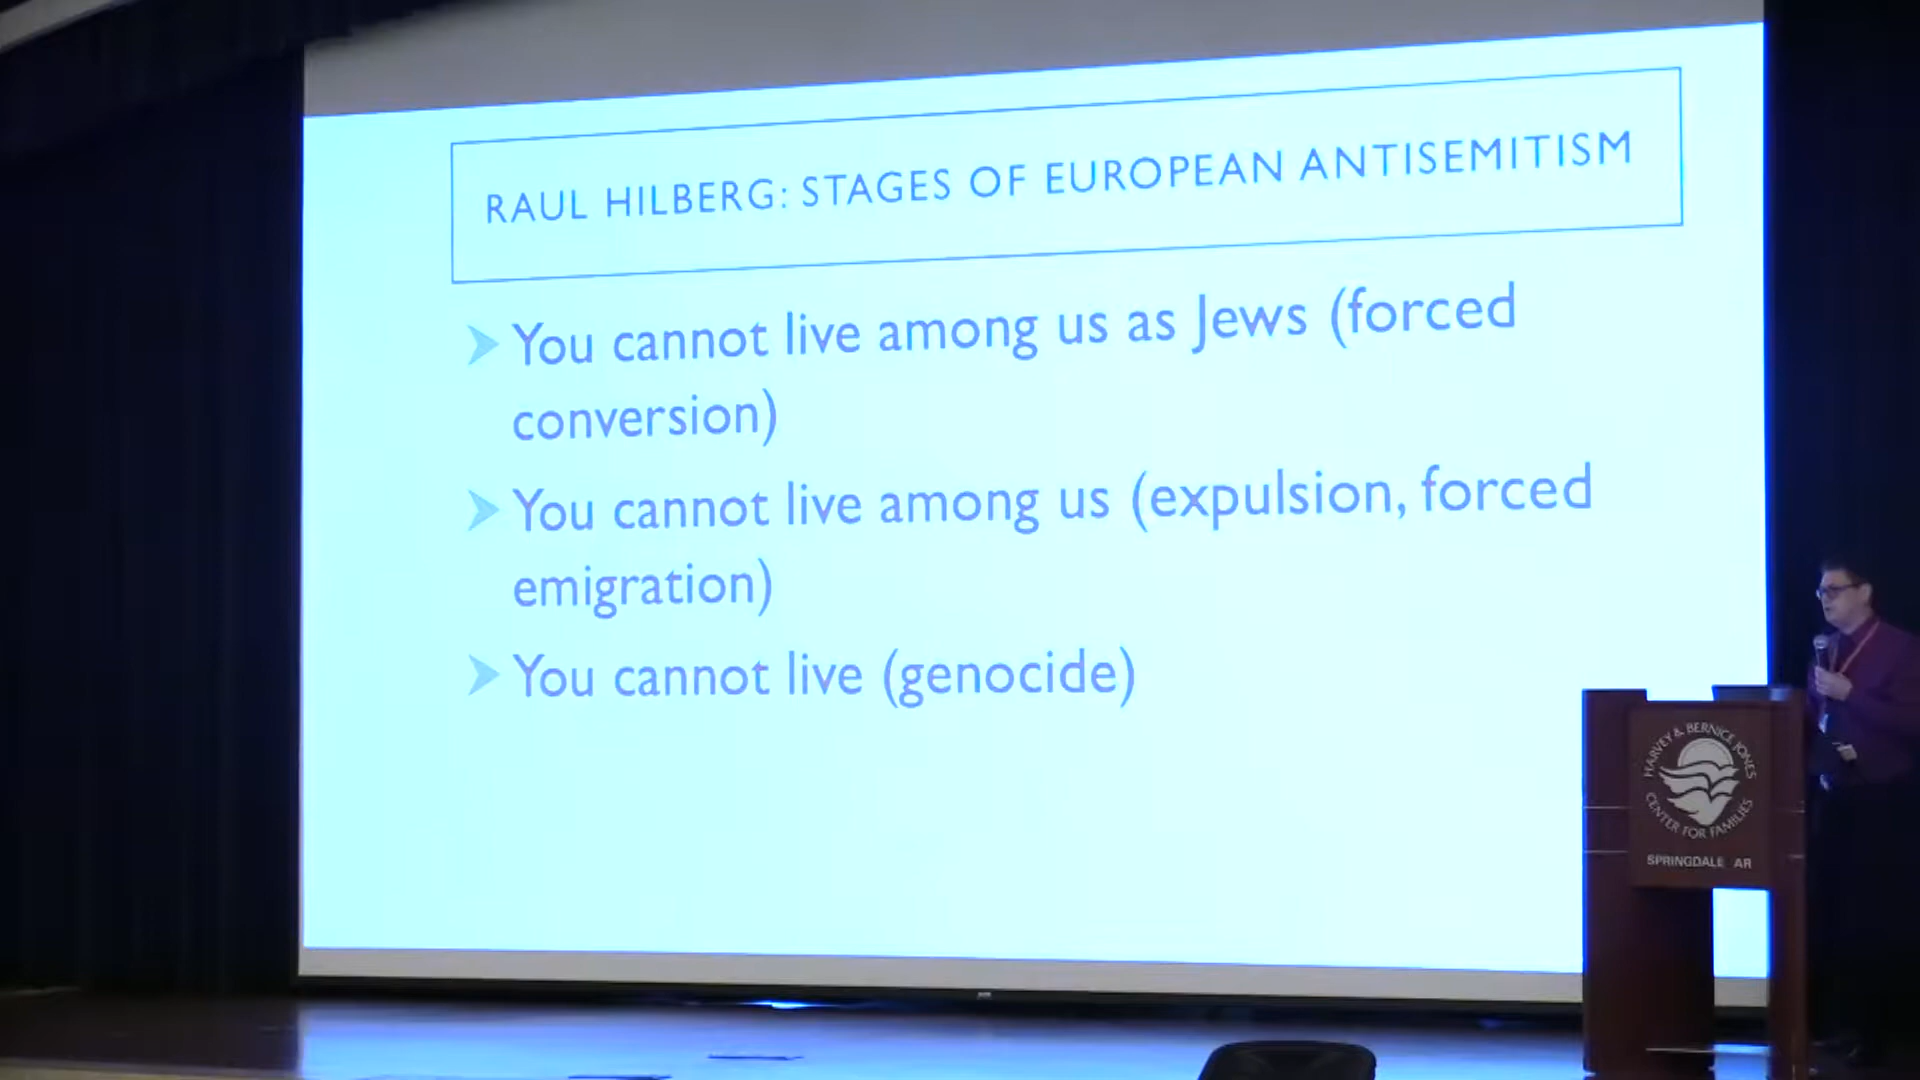 RAUL HILBERG: STAGES OF EUROPEAN ANTISEMITISM
You cannot live among us as Jews (forced
conversion)
You cannot live among us (expulsion, forced
emigration)
You cannot live (genocide)
HARVEY & BERNICE JONES
CENTER FOR FAMILIES
SPRINGDALE AR